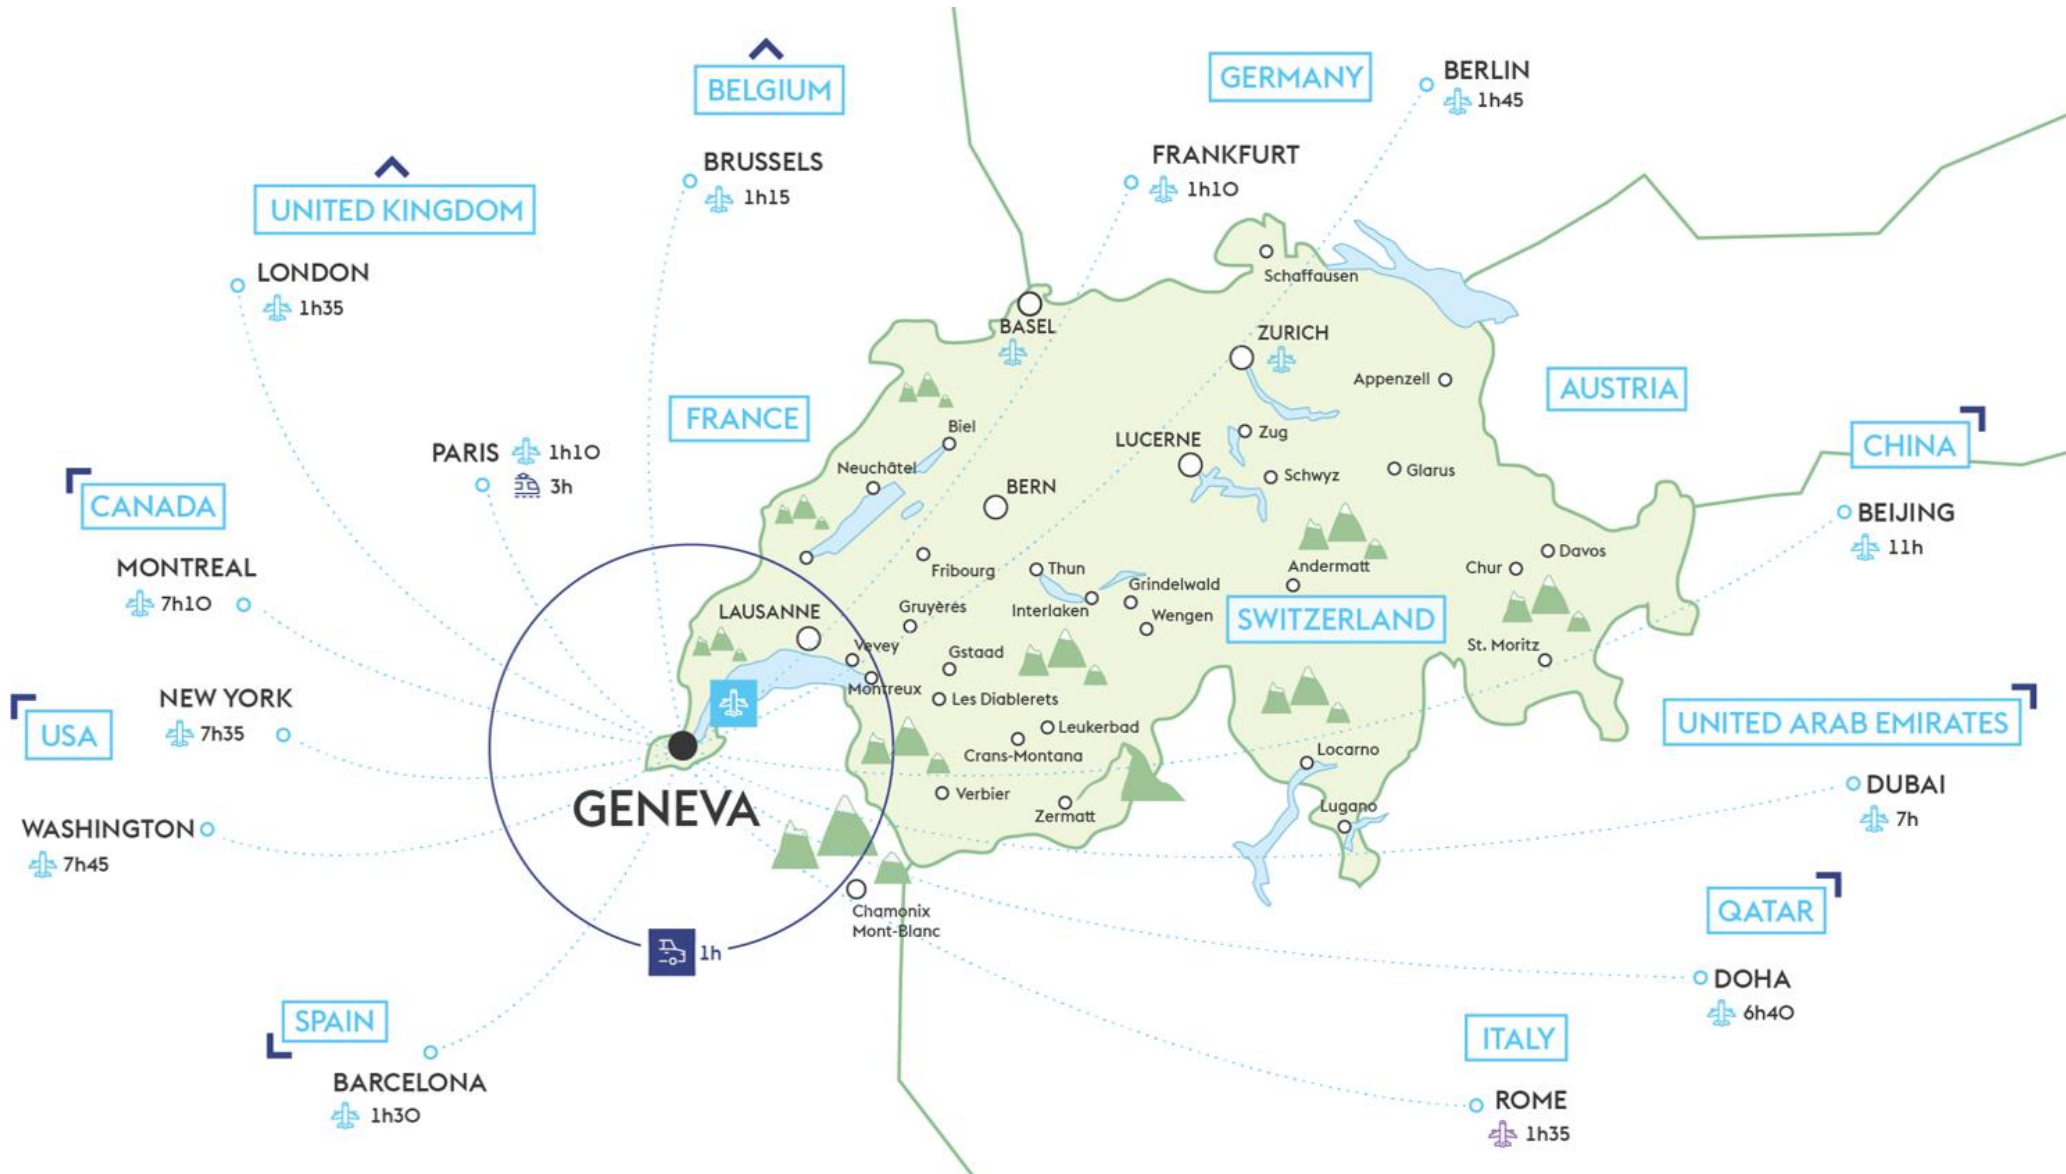 BELGIUM
GERMANY
BERLIN
1h45
BRUSSELS
1h15
FRANKFURT
1h10
UNITED KINGDOM
LONDON
1h35
Schaffausen
BASEL
ZURICH
Appenzell
AUSTRIA
FRANCE
Biel
LUCERNE
Zug
CHINA
PARIS
1h10
3h
Neuchâtel
Schwyz
Glarus
BERN
CANADA
BEIJING
11h
MONTREAL
7h10
Fribourg
Thun
Andermatt
Chur
Davos
Grindelwald
Interlaken
Wengen
SWITZERLAND
LAUSANNE
Gruyères
Vevey
Gstaad
St. Moritz
Montreux
Les Diablerets
NEW YORK
7h35
USA
Leukerbad
Crans-Montana
Locarno
UNITED ARAB EMIRATES
DUBAI
7h
Verbier
Zermatt
Lugano
GENEVA
WASHINGTON
7h45
Chamonix
Mont-Blanc
1h
QATAR
DOHA
6h40
SPAIN
BARCELONA
1h30
ITALY
ROME
1h35